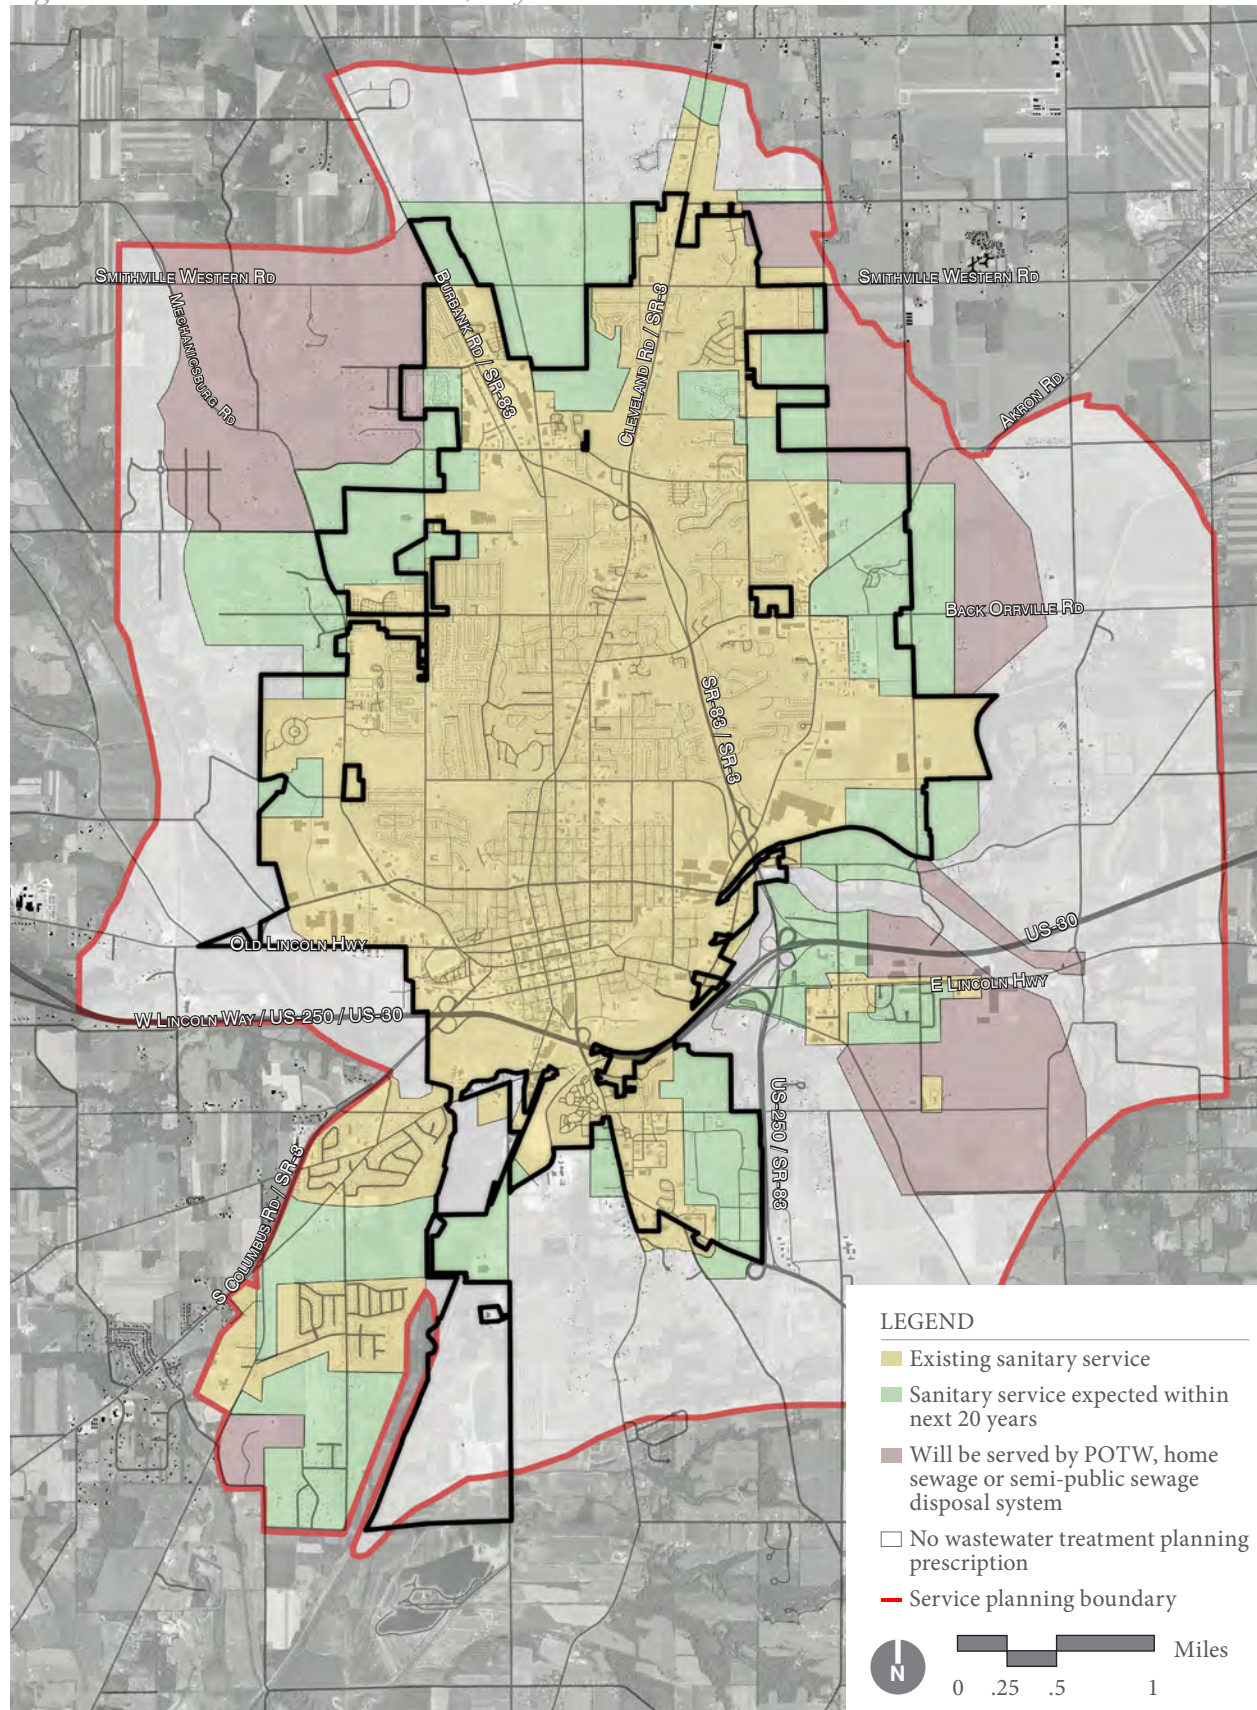 SMITHVILLE WESTERN RD
SMITHVILLE WESTERN RD
MECHANICSBURG RD
BURBANK RD / SR-83
CLEVELAND RD / SR-3
AKRON RD
BACK ORRVILLE RD
SR-83 / SR-3
US-30
OLD LINCOLN HWY
E LINCOLN HWY
W LINCOLN WAY / US-250 / US-30
US-250 / SR-83
S COLUMBUS RD / SR-3
LEGEND
Existing sanitary service
Sanitary service expected within
next 20 years
Will be served by POTW, home
sewage or semi-public sewage
disposal system
No wastewater treatment planning
prescription
Service planning boundary
N
Miles
0 .25 .5 1